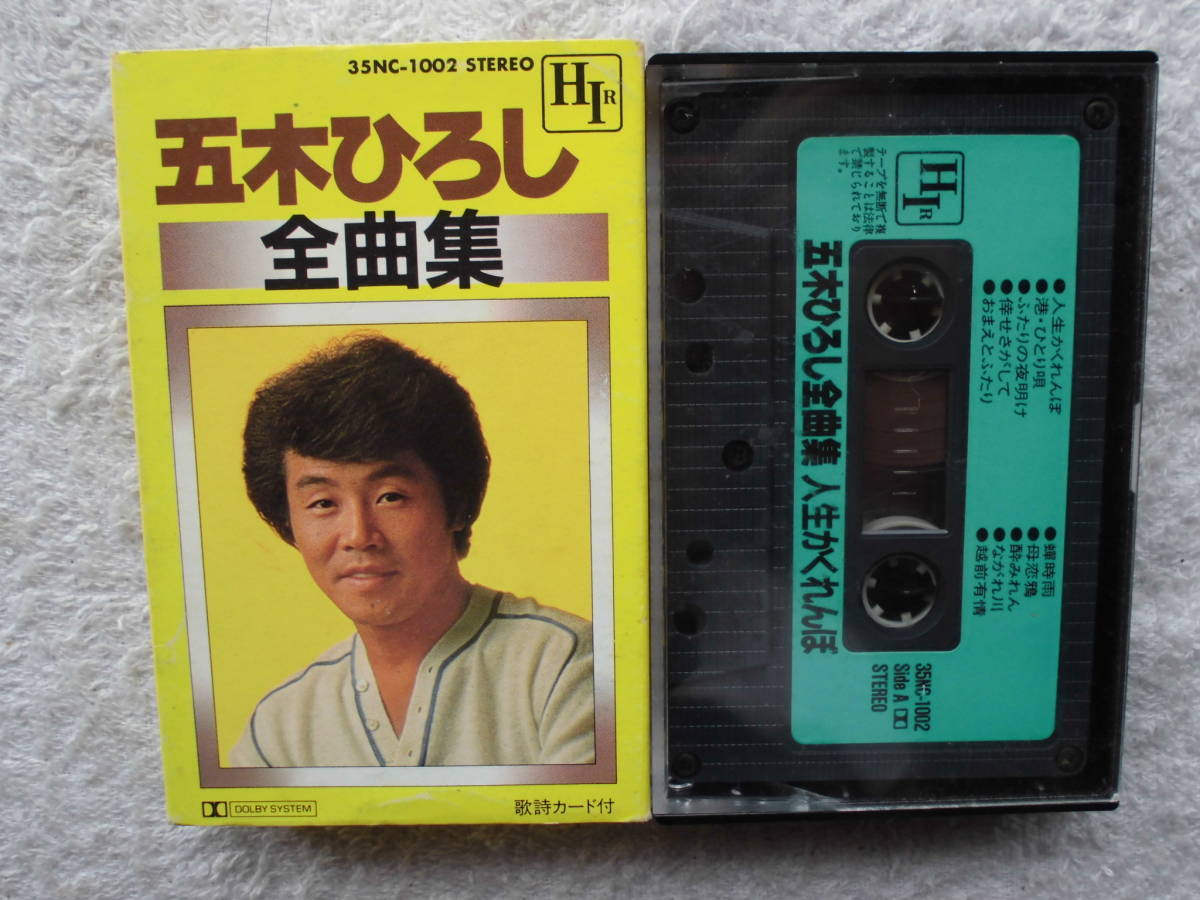 35NC-1002 STEREO
HIR
五木ひろし
全曲集
DOLBY SYSTEM
歌詩カード付
HIR
テープを無断で複
製することは法律
で禁じられており
ます。
五木ひろし全曲集 人生かくれんぼ
●人生かくれんぼ
●港・ひとり唄
●ふたりの夜明け
●倖せさがして
●おまえとふたり
●蝉時雨
●母恋鴉
●酔みれん
●ながれ川
●越前有情
35NC-1002
Side A
STEREO